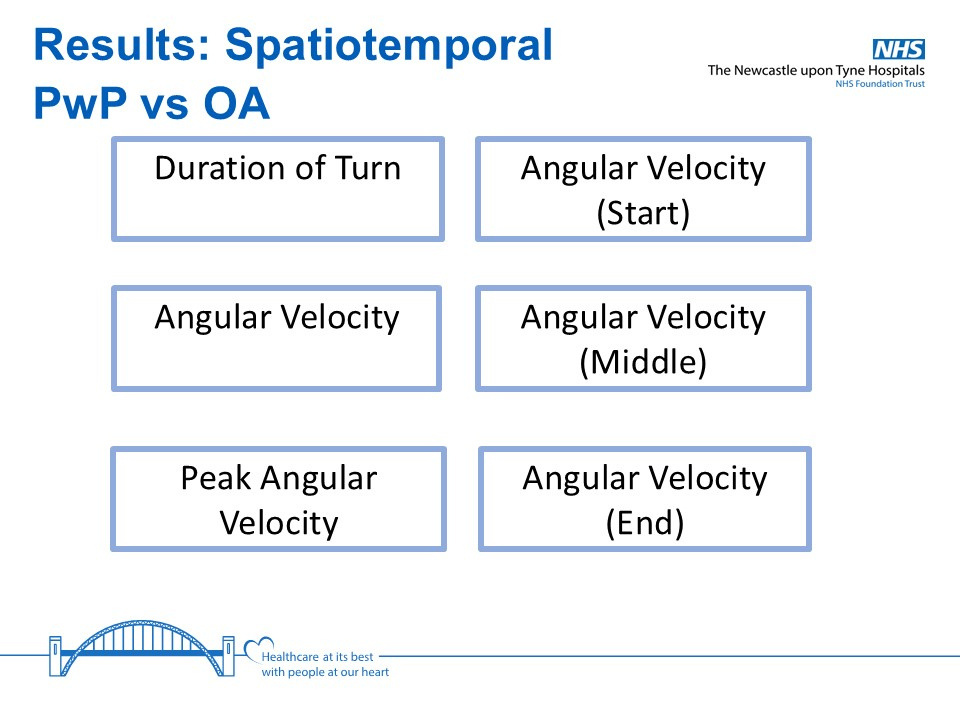 Results: Spatiotemporal
PwP vs OA
NHS
The Newcastle upon Tyne Hospitals
NHS Foundation Trust
Duration of Turn
Angular Velocity
(Start)
Angular Velocity
Angular Velocity
(Middle)
Peak Angular
Velocity
Angular Velocity
(End)
Healthcare at its best
with people at our heart